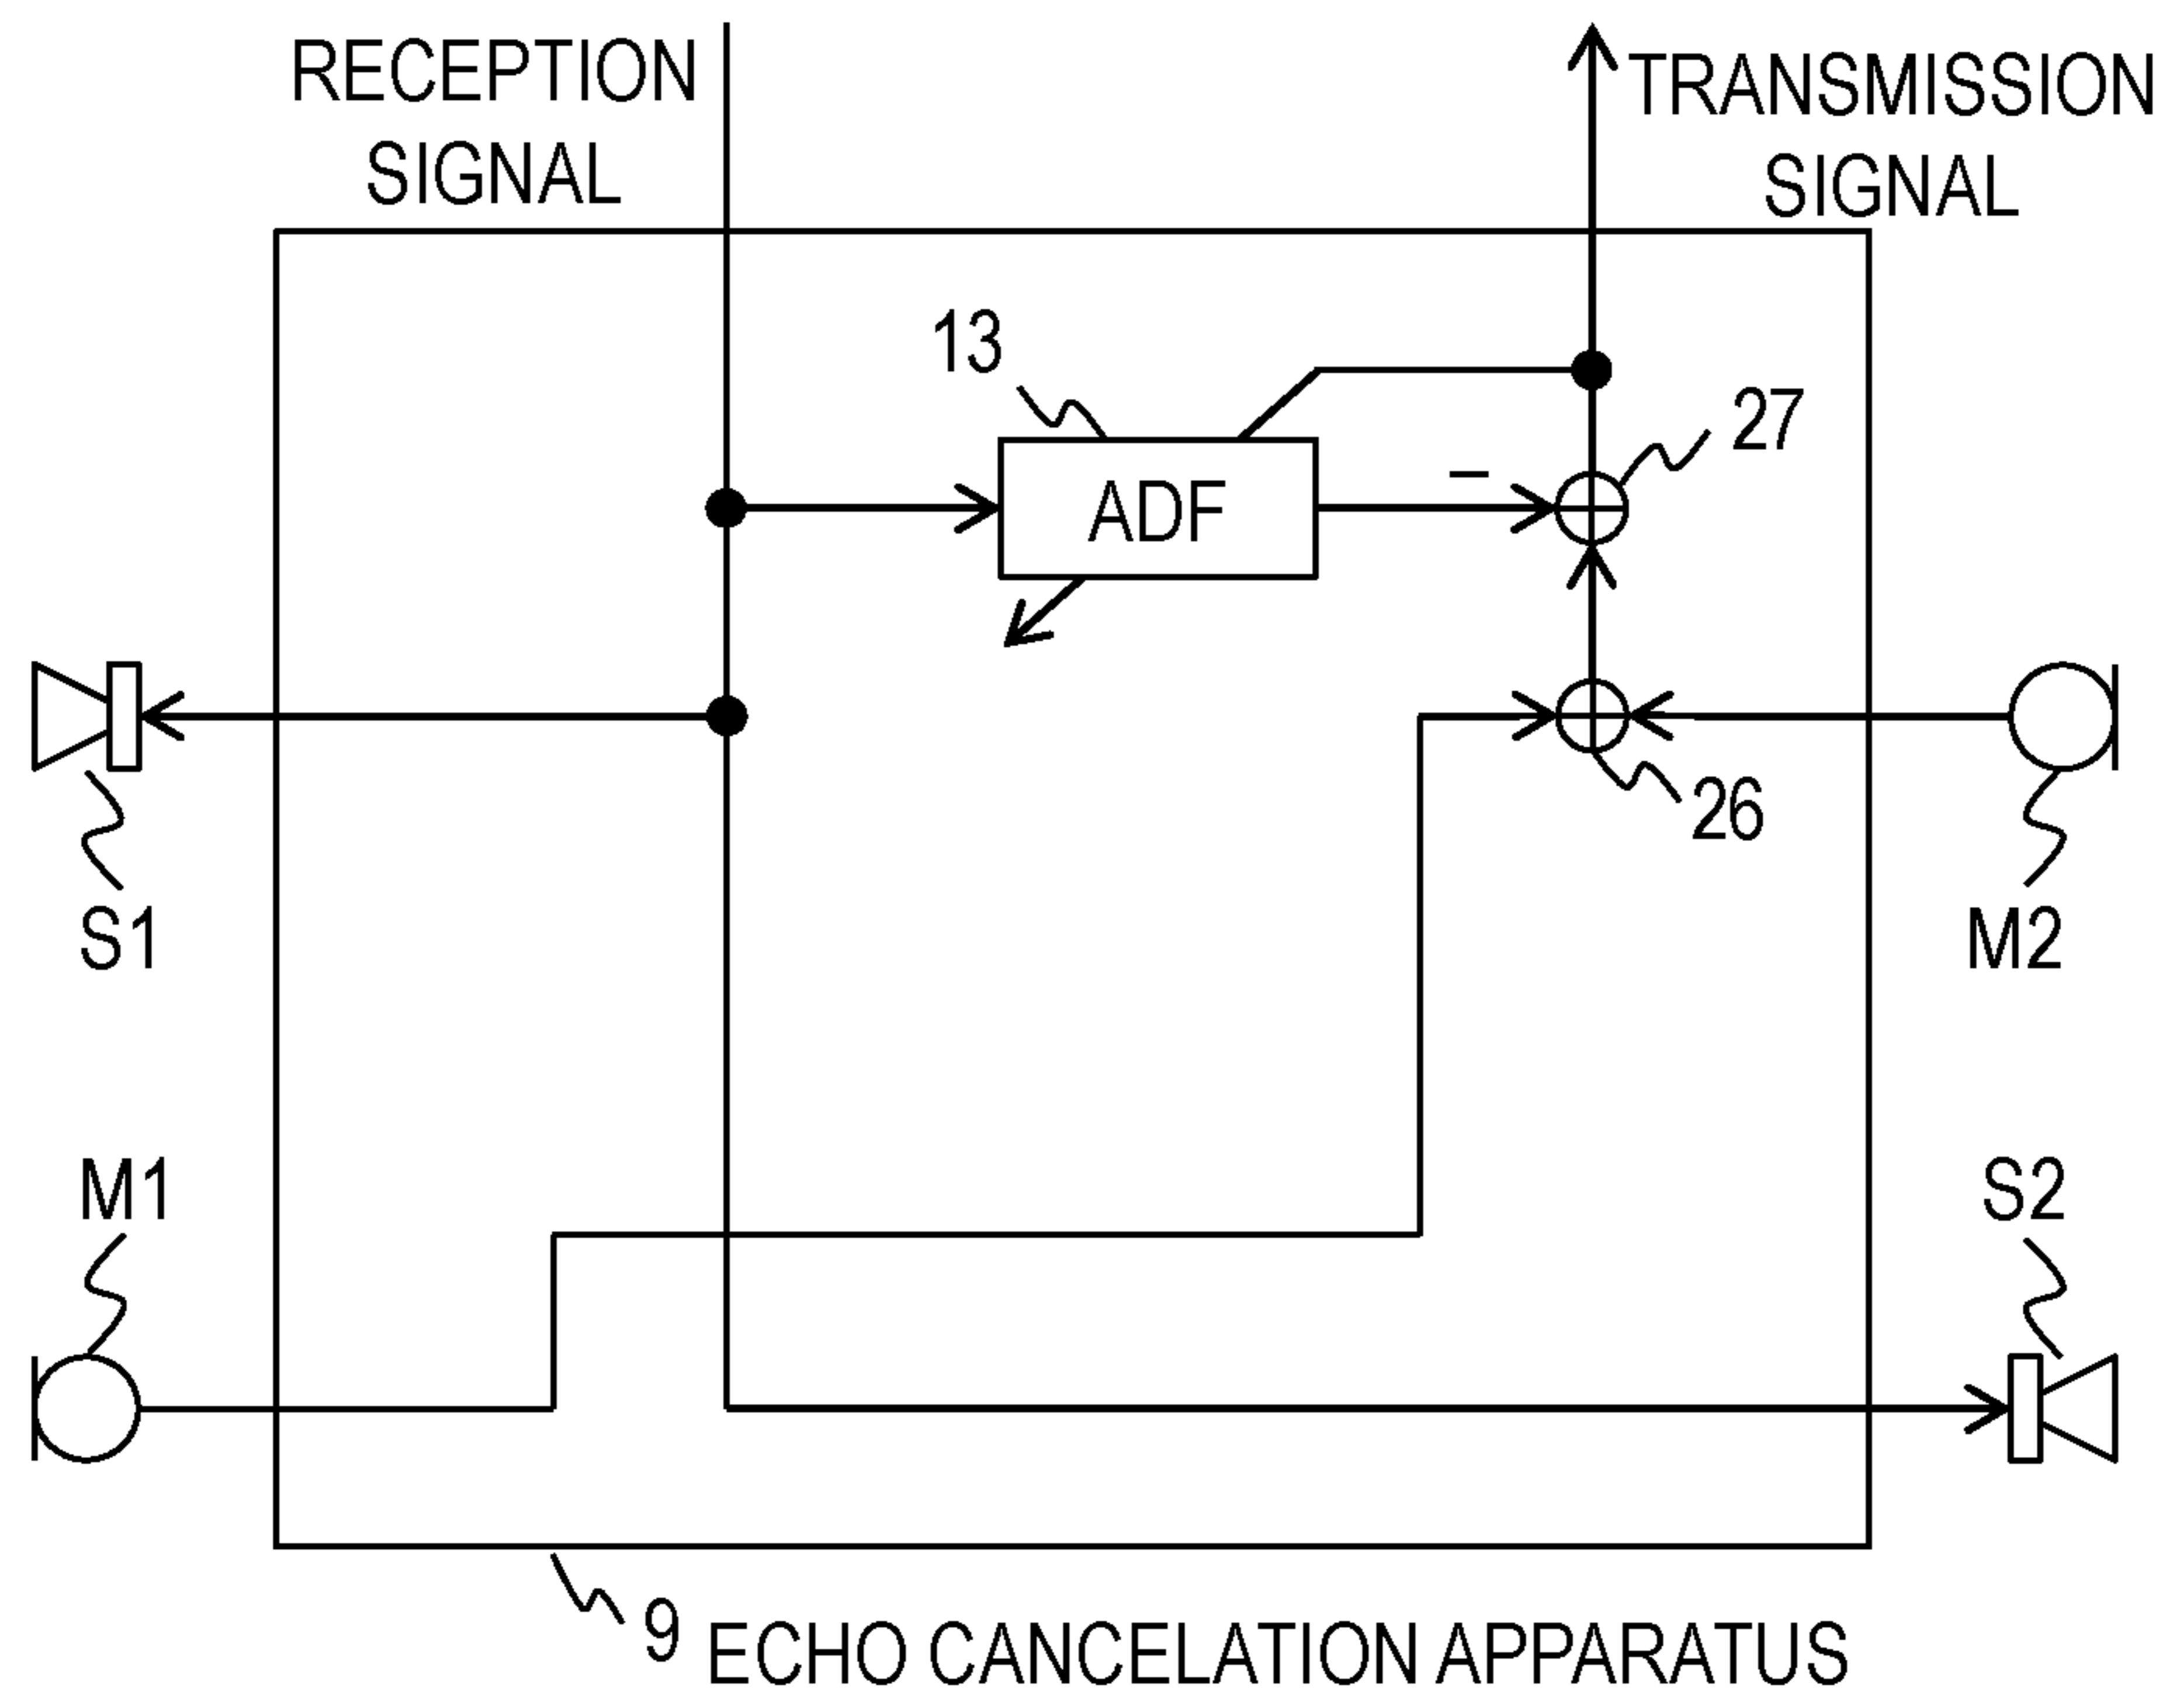 RECEPTION
SIGNAL
TRANSMISSION
SIGNAL
13
27
ADF
–
26
S1
M2
M1
S2
9 ECHO CANCELATION APPARATUS